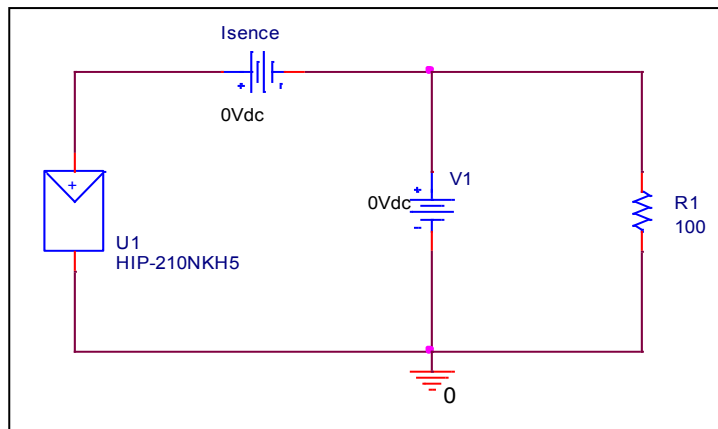 Isence
+ -
0Vdc
+
U1
HIP-210NKH5
+
V1
0Vdc
-
R1
100
0